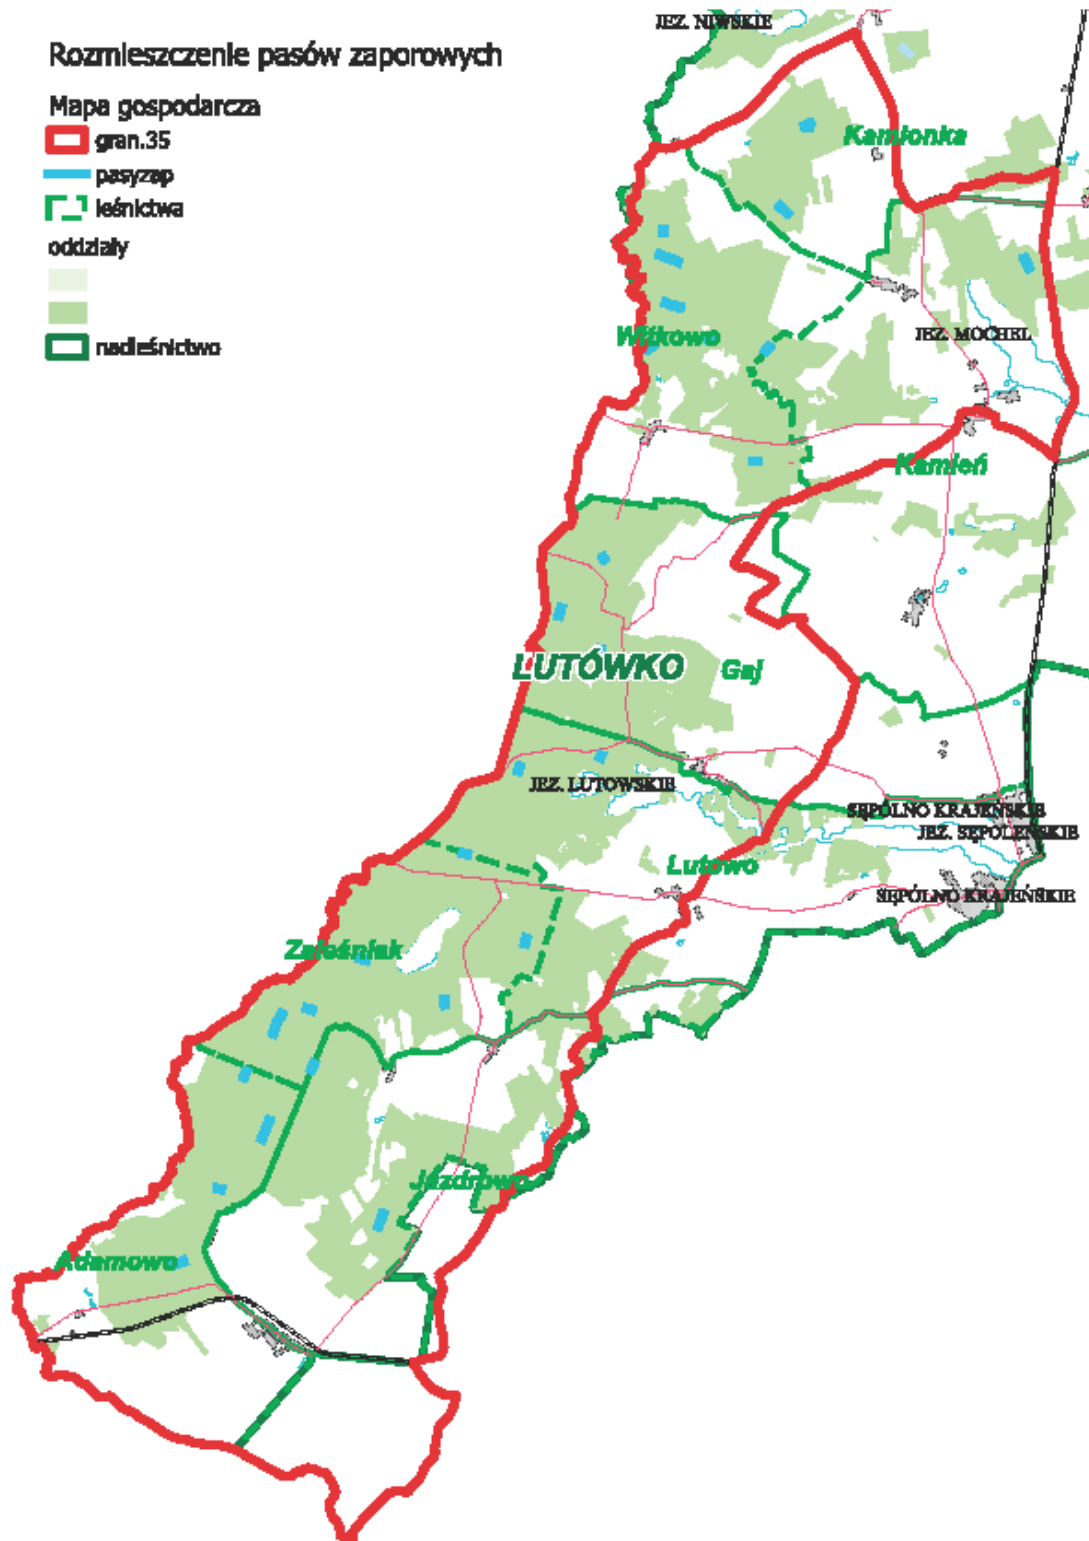 Rozmieszczenie pasów zaporowych
Mapa gospodarcza
gran.35
pasyzap
leśnictwa
oddziały
nadleśnictwo
JEZ. NIWSKIE
Kamionka
Witkowo
JEZ. MOCHEL
Kamień
LUTÓWKO
Gaj
JEZ. LUTOWSKIE
SĘPÓLNO KRAJEŃSKIE
JEZ. SĘPOLEŃSKIE
Lutowo
SĘPÓLNO KRAJEŃSKIE
Zaleśniak
Jazdrowo
Adamowo